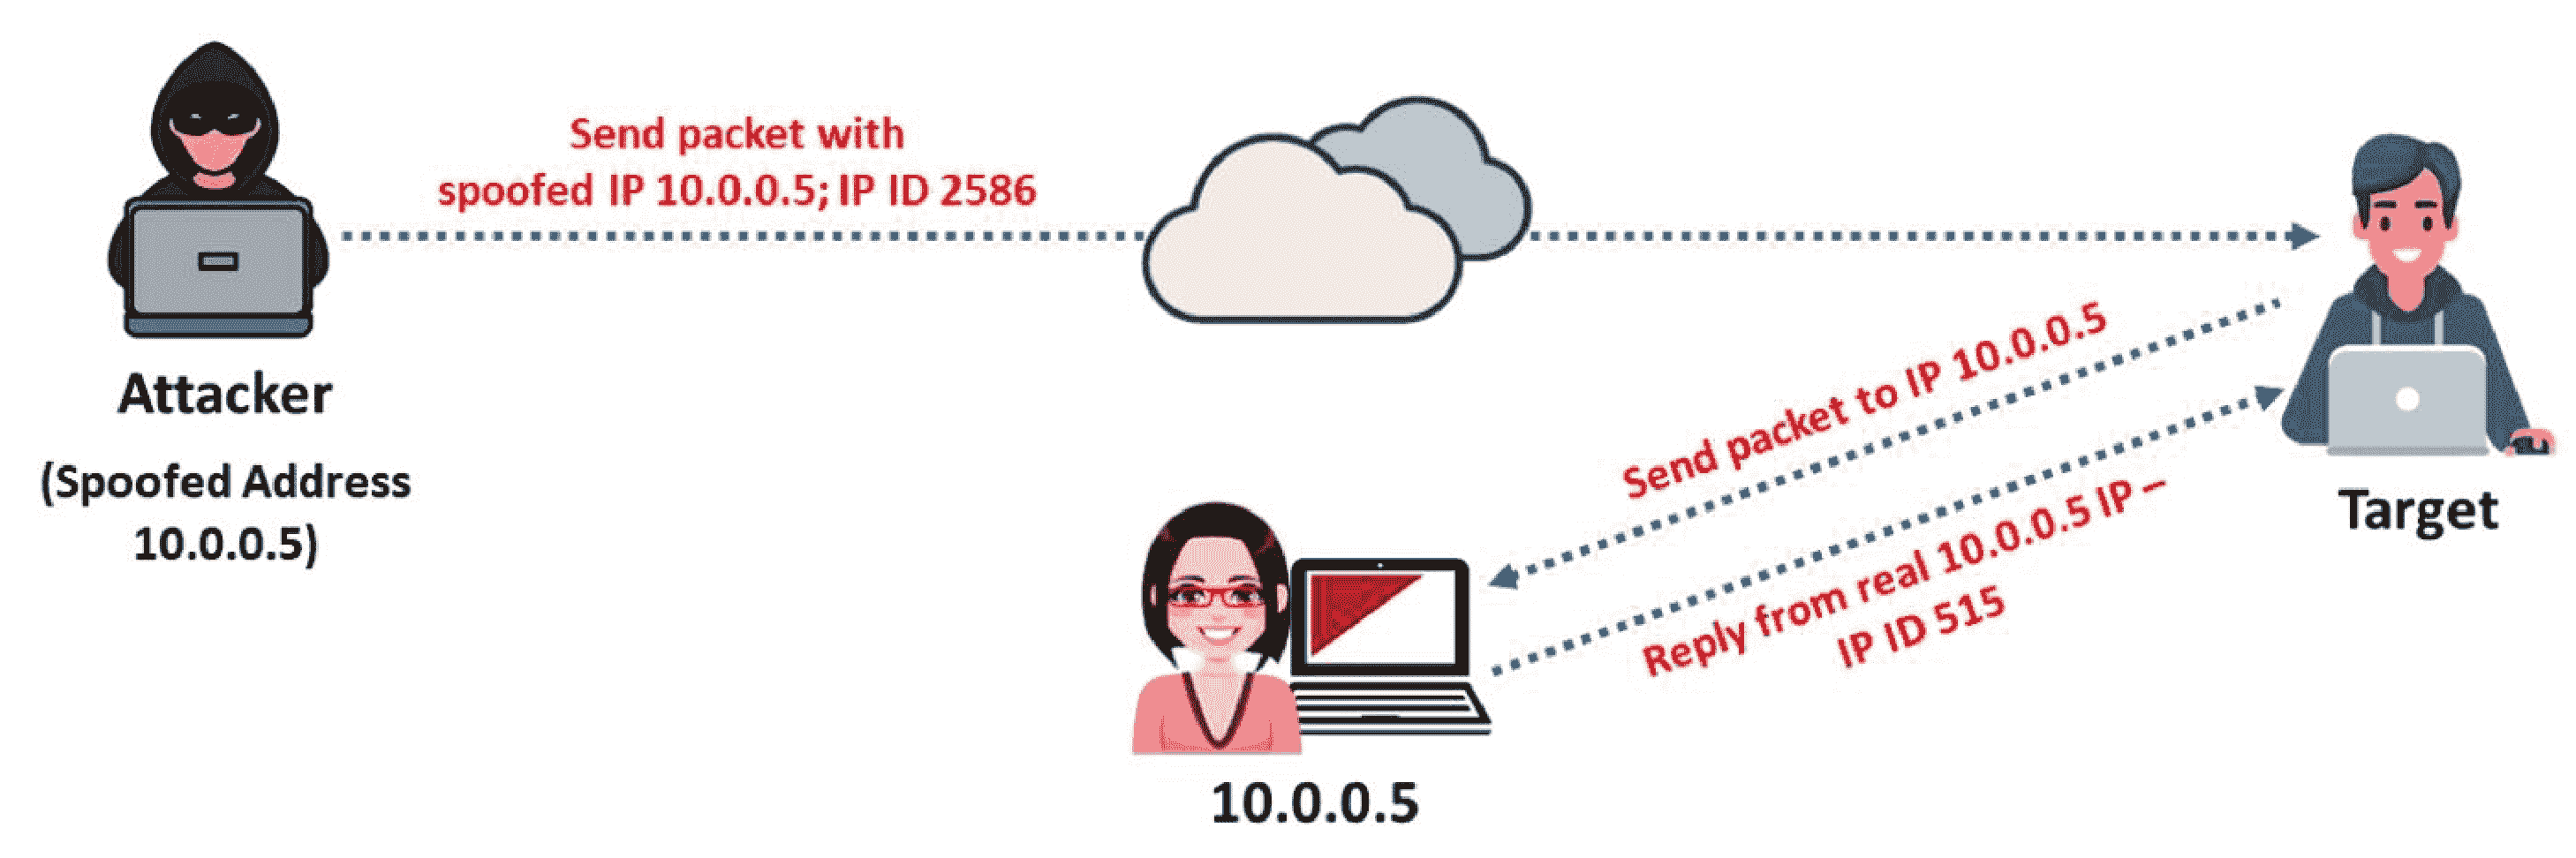 Send packet with
spoofed IP 10.0.0.5; IP ID 2586
Attacker
(Spoofed Address
10.0.0.5)
Send packet to IP 10.0.0.5
Reply from real 10.0.0.5 IP –
IP ID 515
Target
10.0.0.5